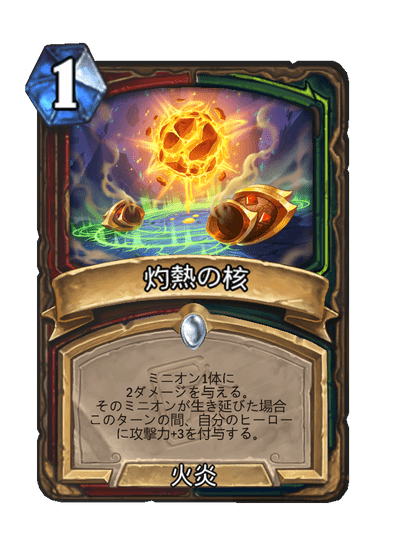 1
灼熱の核
ミニオン1体に
2ダメージを与える。
そのミニオンが生き延びた場合
このターンの間、自分のヒーロー
に攻撃力+3を付与する。
火炎